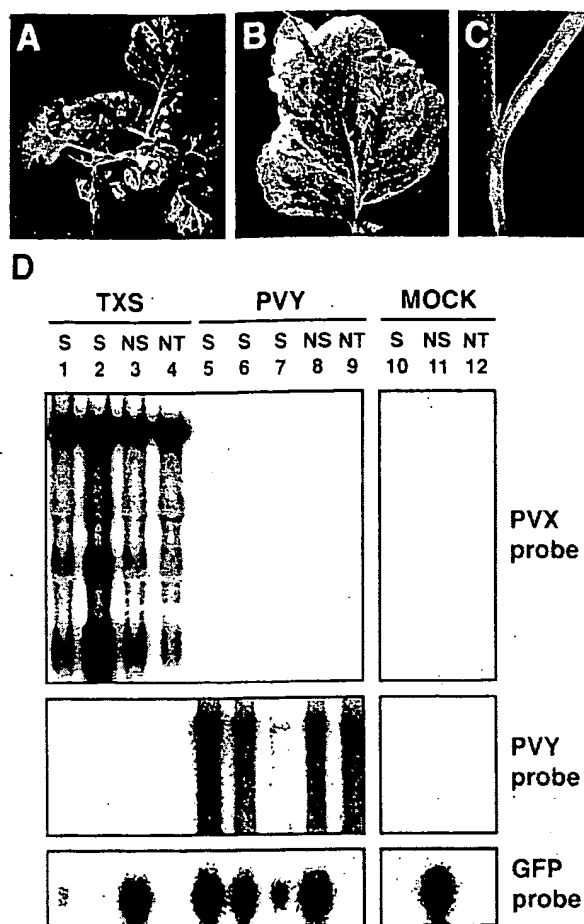 A B C
D
TXS PVY MOCK
S S NS NT S S S NS NT S NS NT
1 2 3 4 5 6 7 8 9 10 11 12
PVX
probe
PVY
probe
GFP
probe